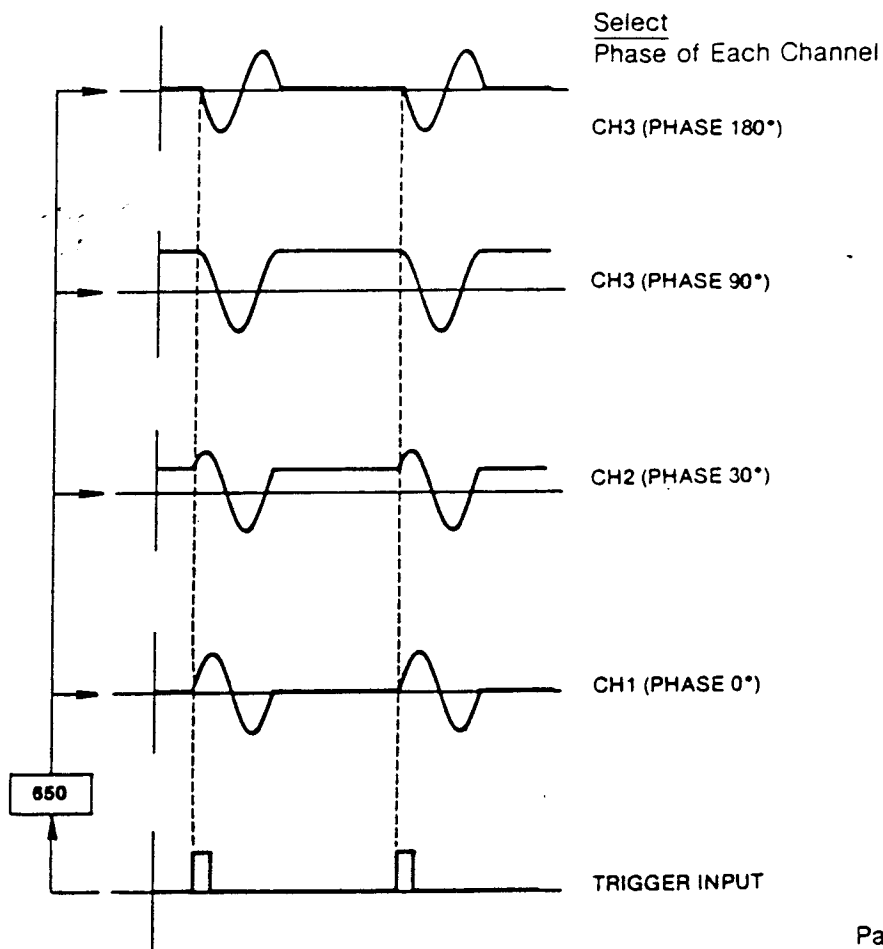 Select
Phase of Each Channel
CH3 (PHASE 180°)
CH3 (PHASE 90°)
CH2 (PHASE 30°)
CH1 (PHASE 0°)
650
TRIGGER INPUT
Pa